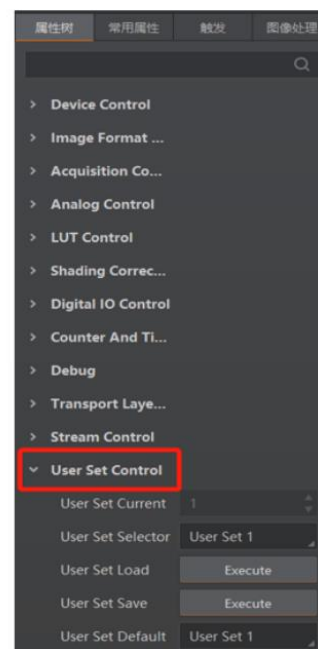 属性树 常用属性 触发 图像处理
Device Control
Image Format ...
Acquisition Co...
Analog Control
LUT Control
Shading Correc...
Digital IO Control
Counter And Ti...
Debug
Transport Laye...
Stream Control
User Set Control
User Set Current 1
User Set Selector User Set 1
User Set Load Execute
User Set Save Execute
User Set Default User Set 1